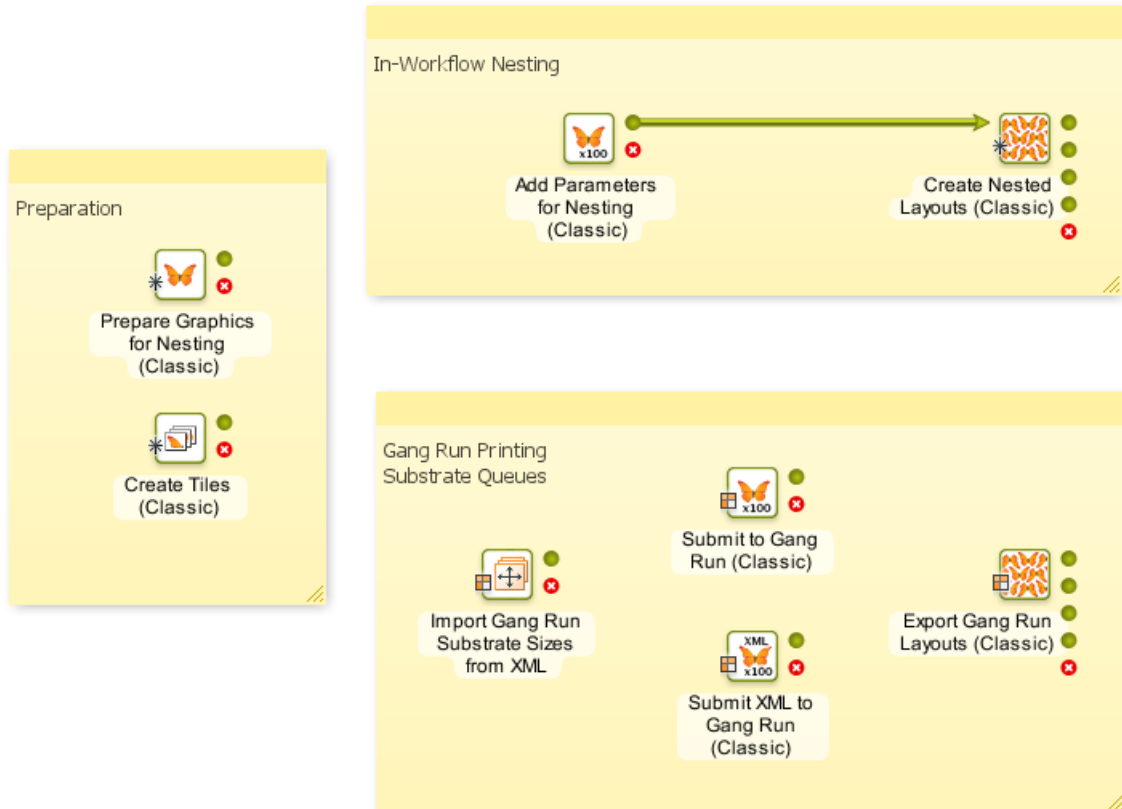 In-Workflow Nesting
x100
Add Parameters
for Nesting
(Classic)
Create Nested
Layouts (Classic)
Preparation
Prepare Graphics
for Nesting
(Classic)
Create Tiles
(Classic)
Gang Run Printing
Substrate Queues
x100
Submit to Gang
Run (Classic)
Import Gang Run
Substrate Sizes
from XML
XML
x100
Submit XML to
Gang Run
(Classic)
Export Gang Run
Layouts (Classic)